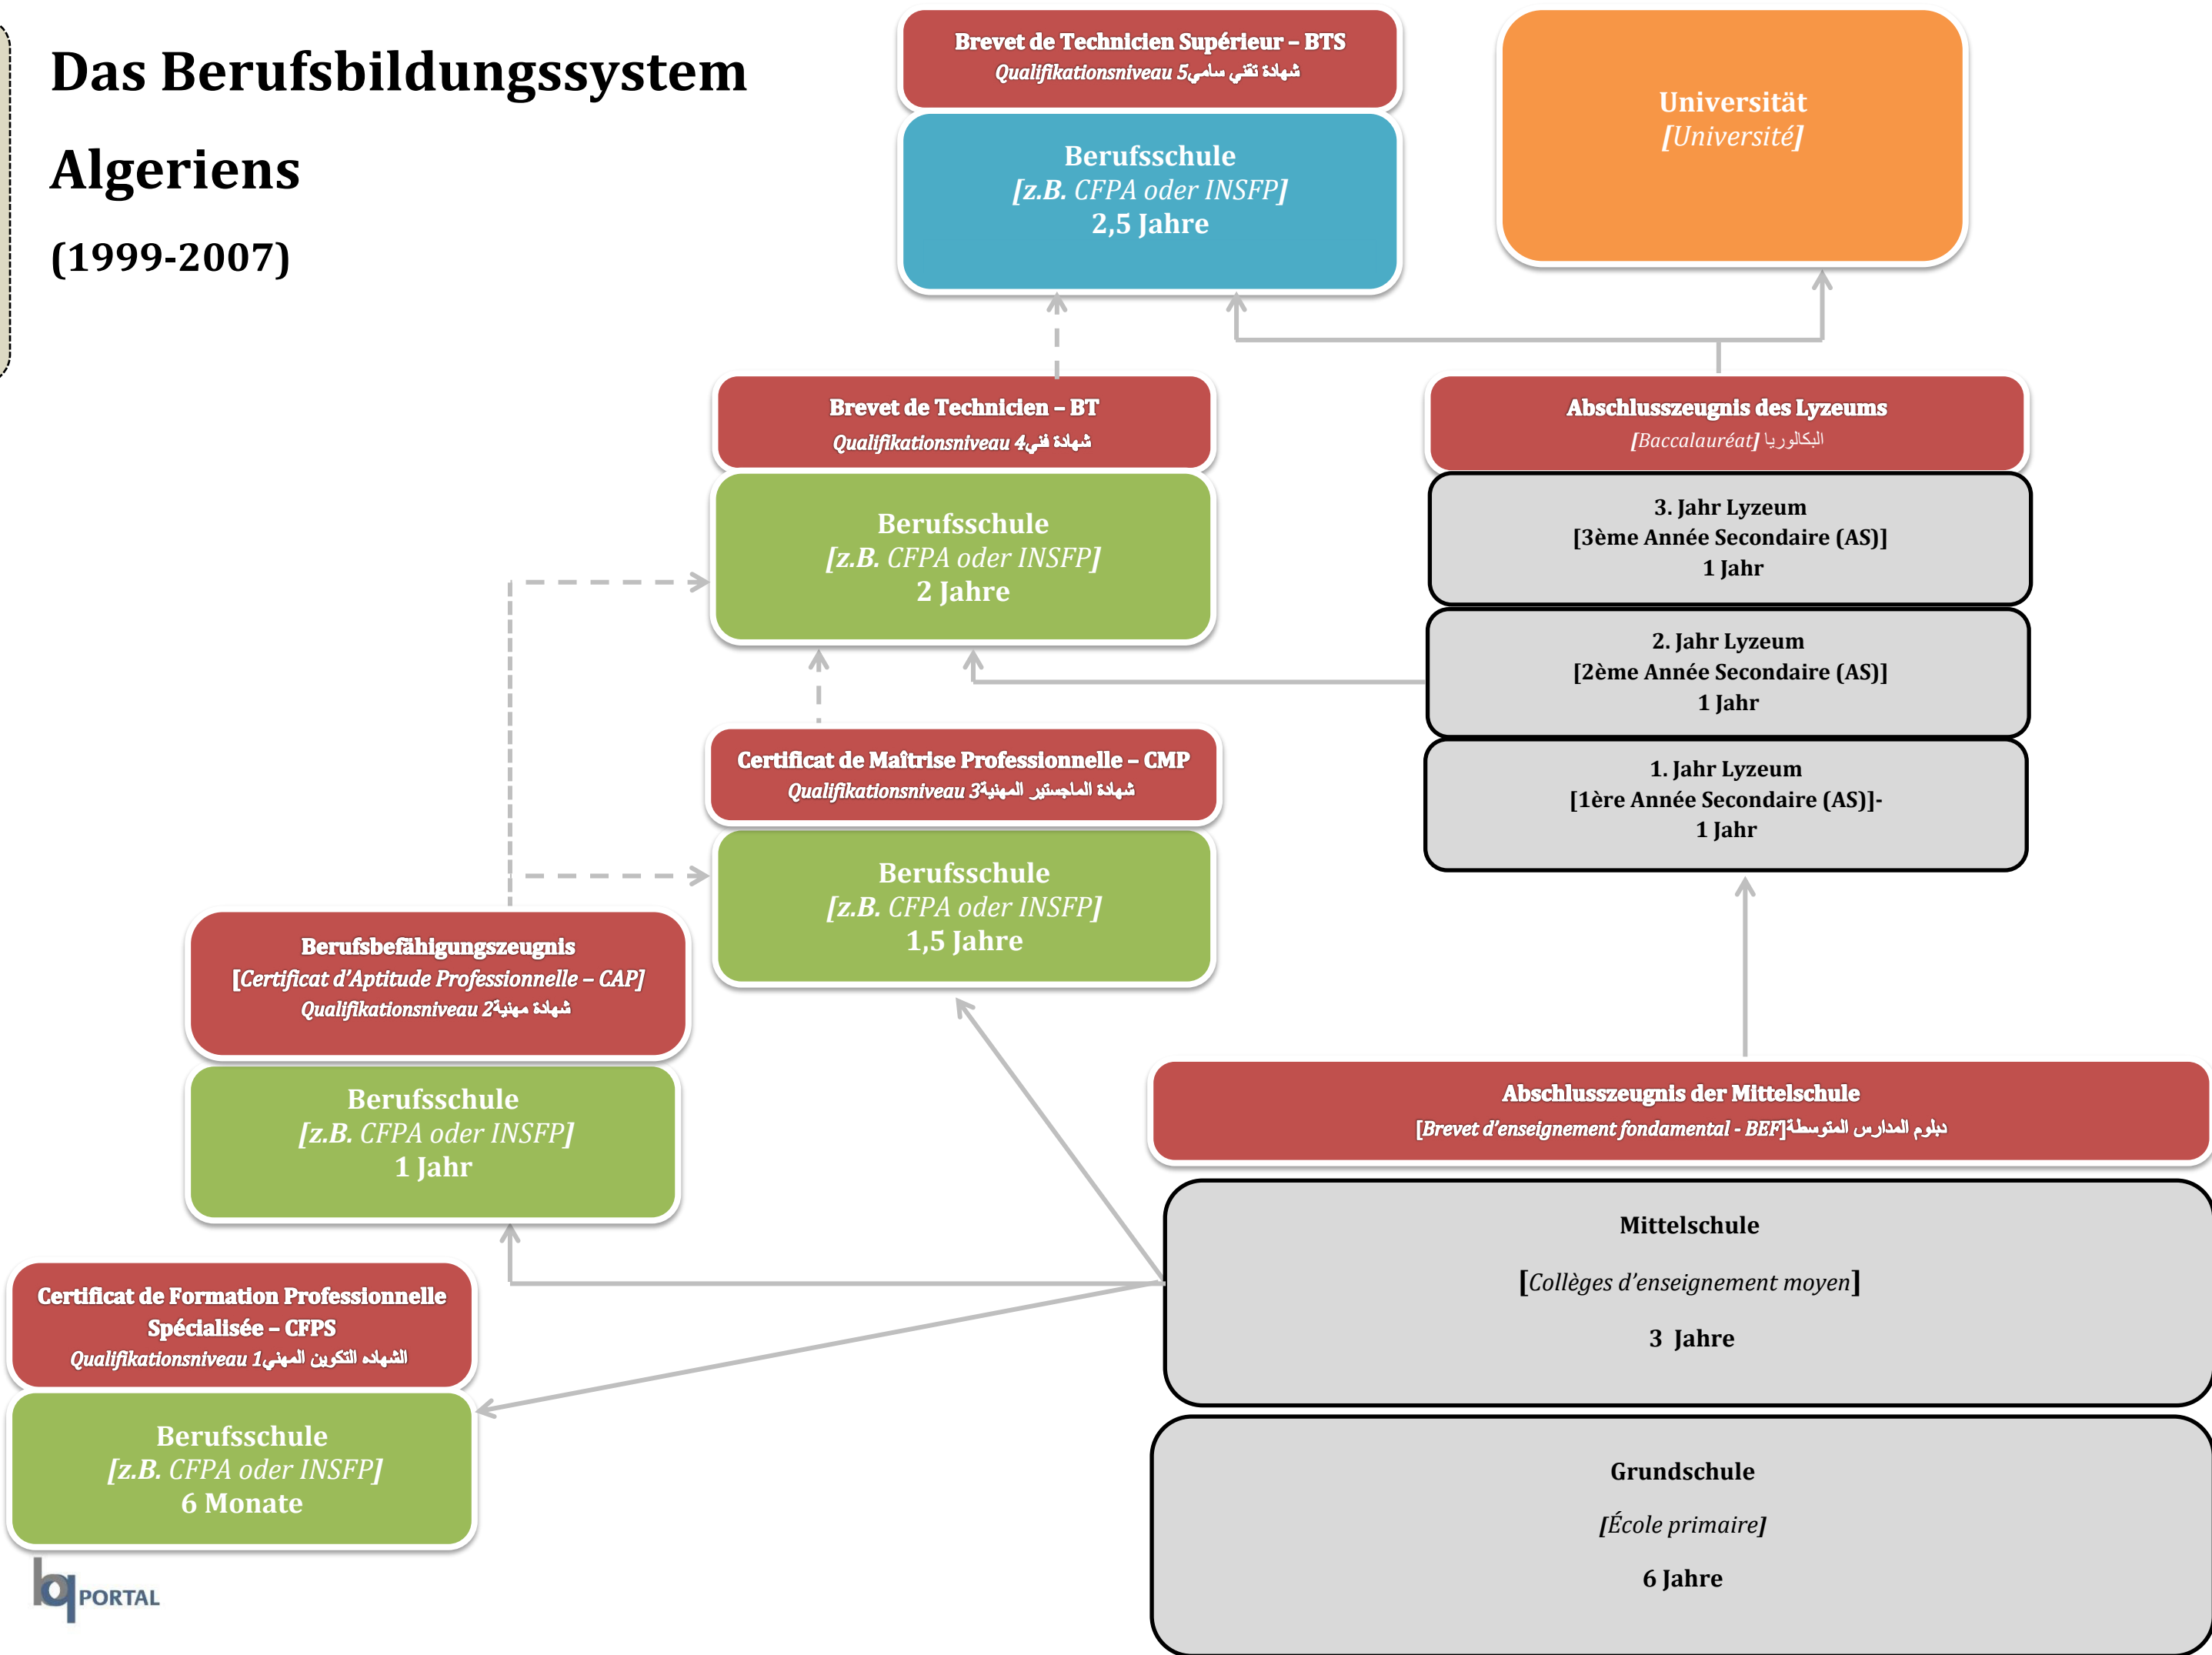 Das Berufsbildungssystem
Algeriens
(1999-2007)
Brevet de Technicien Supérieur – BTS
Qualifikationsniveau 5شهادة تقني سامي
Berufsschule
[z.B. CFPA oder INSFP]
2,5 Jahre
Universität
[Université]
Brevet de Technicien – BT
Qualifikationsniveau 4شهادة فني
Berufsschule
[z.B. CFPA oder INSFP]
2 Jahre
Abschlusszeugnis des Lyzeums
[Baccalauréat] البكالوريا
3. Jahr Lyzeum
[3ème Année Secondaire (AS)]
1 Jahr
2. Jahr Lyzeum
[2ème Année Secondaire (AS)]
1 Jahr
1. Jahr Lyzeum
[1ère Année Secondaire (AS)]-
1 Jahr
Certificat de Maîtrise Professionnelle – CMP
Qualifikationsniveau 3شهادة الماجستير المهنية
Berufsschule
[z.B. CFPA oder INSFP]
1,5 Jahre
Berufsbefähigungszeugnis
[Certificat d’Aptitude Professionnelle – CAP]
Qualifikationsniveau 2شهادة مهنية
Berufsschule
[z.B. CFPA oder INSFP]
1 Jahr
Abschlusszeugnis der Mittelschule
[Brevet d’enseignement fondamental - BEF]دبلوم المدارس المتوسطة
Mittelschule
[Collèges d’enseignement moyen]
3 Jahre
Certificat de Formation Professionnelle
Spécialisée – CFPS
Qualifikationsniveau 1الشهاده التكوين المهني
Berufsschule
[z.B. CFPA oder INSFP]
6 Monate
Grundschule
[École primaire]
6 Jahre
bq PORTAL